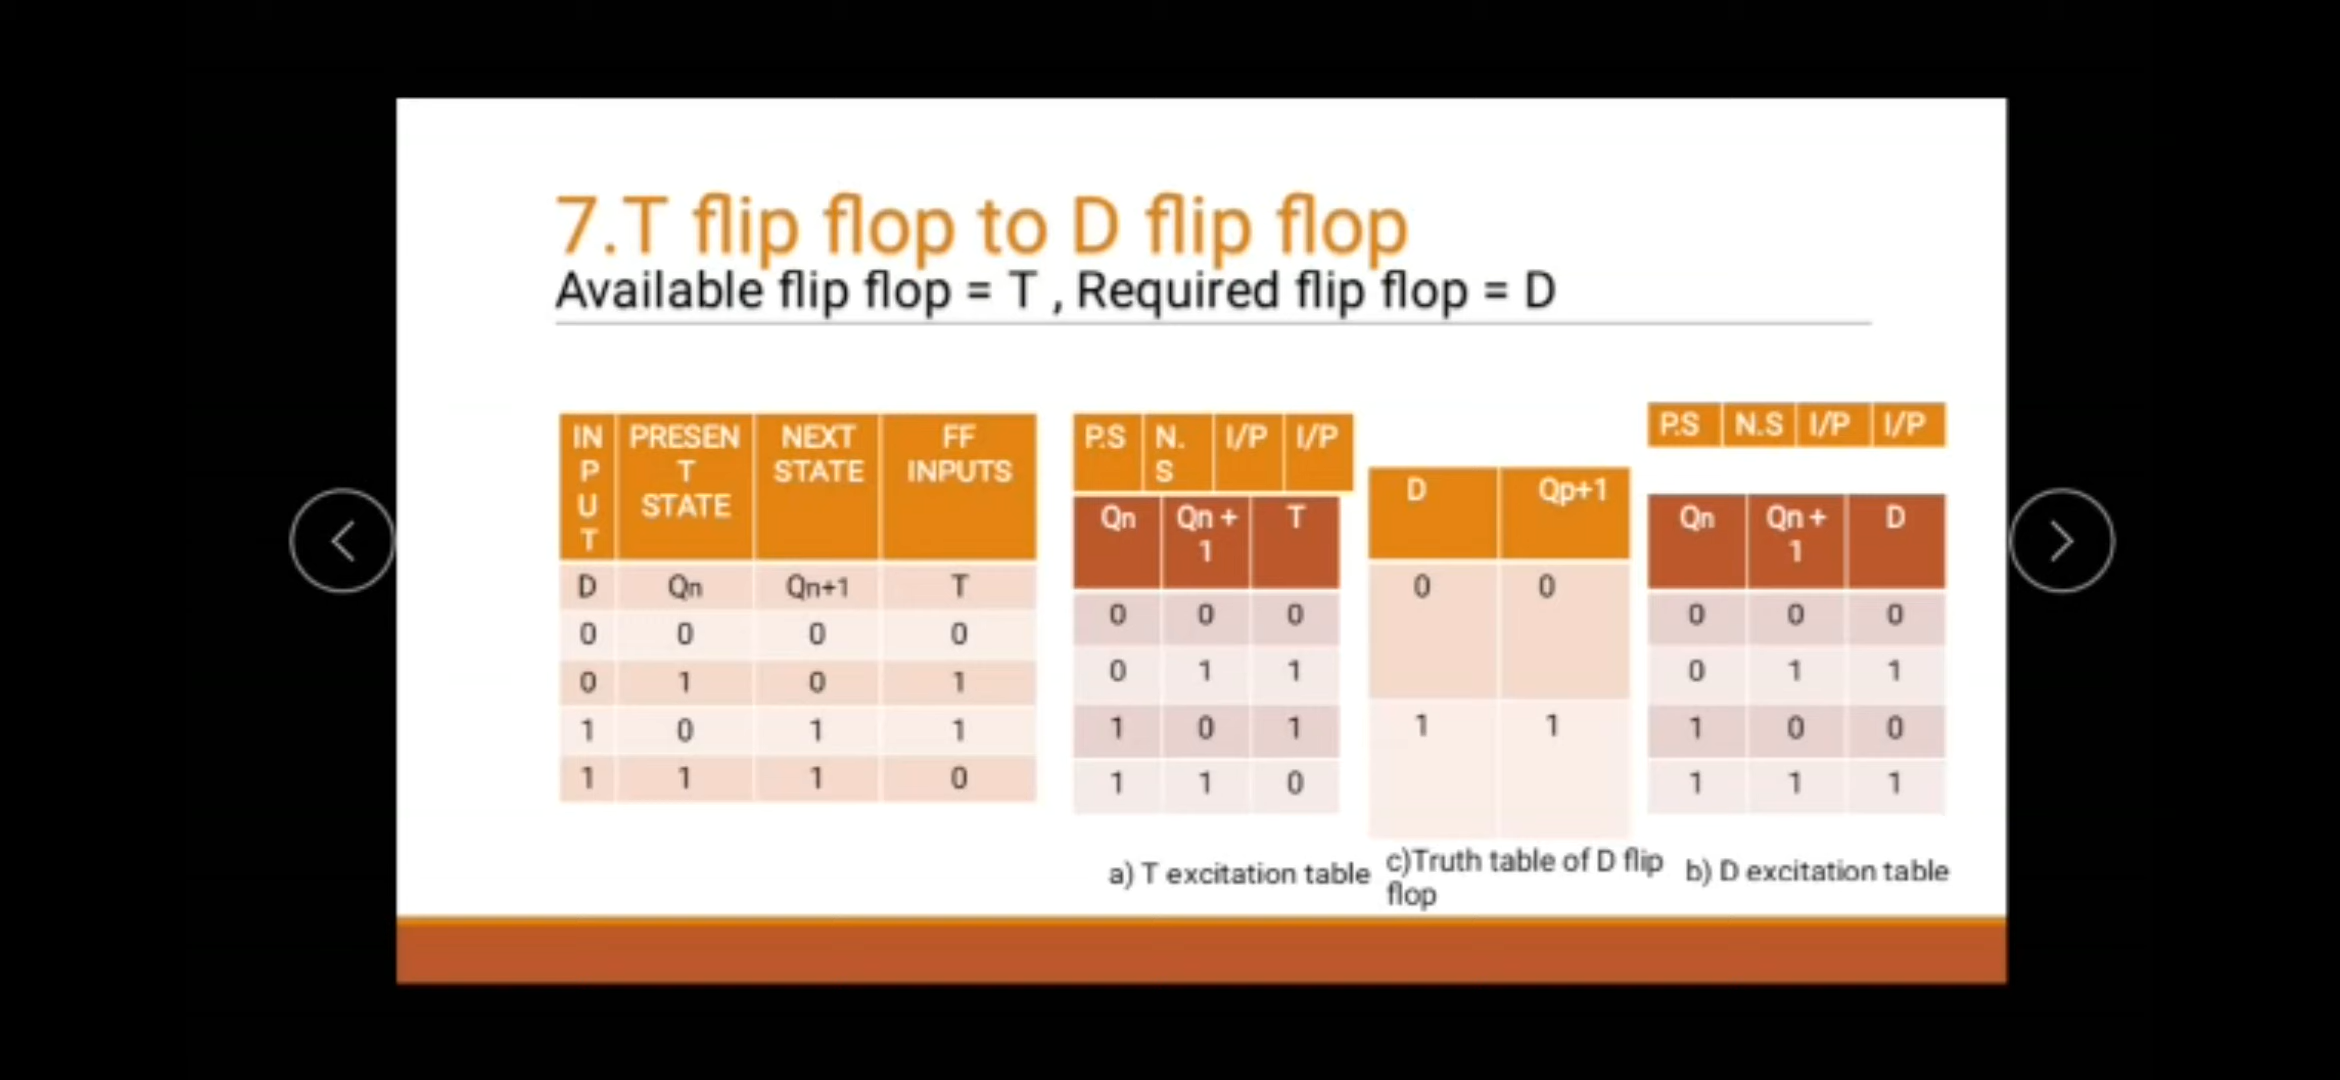 7.T flip flop to D flip flop
Available flip flop = T , Required flip flop = D
INPUT PRESENT STATE NEXT STATE FF INPUTS
D Qn Qn+1 T
0 0 0 0
0 1 0 1
1 0 1 1
1 1 1 0
P.S N.S I/P I/P
Qn Qn + 1 T
0 0 0
0 1 1
1 0 1
1 1 0
a) T excitation table
D Qp+1
0 0
1 1
c)Truth table of D flip
flop
P.S N.S I/P I/P
Qn Qn + 1 D
0 0 0
0 1 1
1 0 0
1 1 1
b) D excitation table